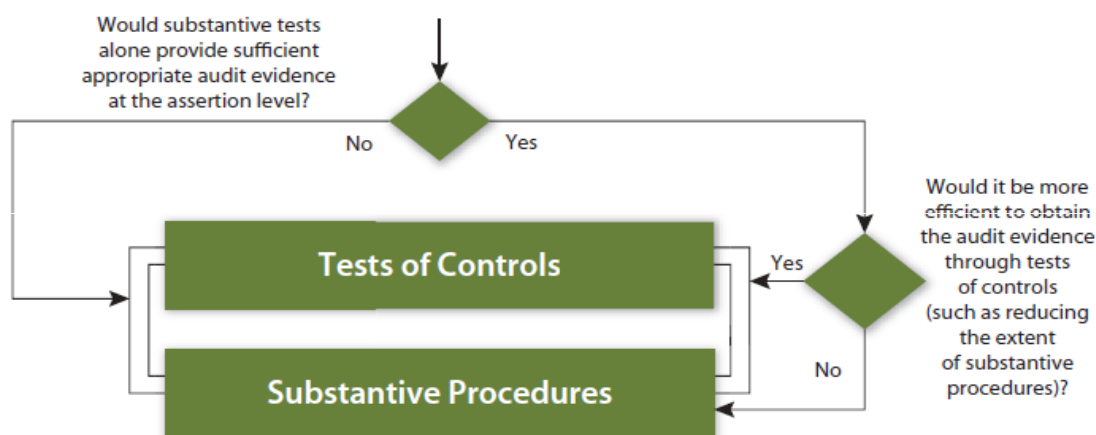 Would substantive tests
alone provide sufficient
appropriate audit evidence
at the assertion level?
No
Yes
Would it be more
efficient to obtain
the audit evidence
through tests
of controls
(such as reducing
the extent
of substantive
procedures)?
Yes
No
Tests of Controls
Substantive Procedures